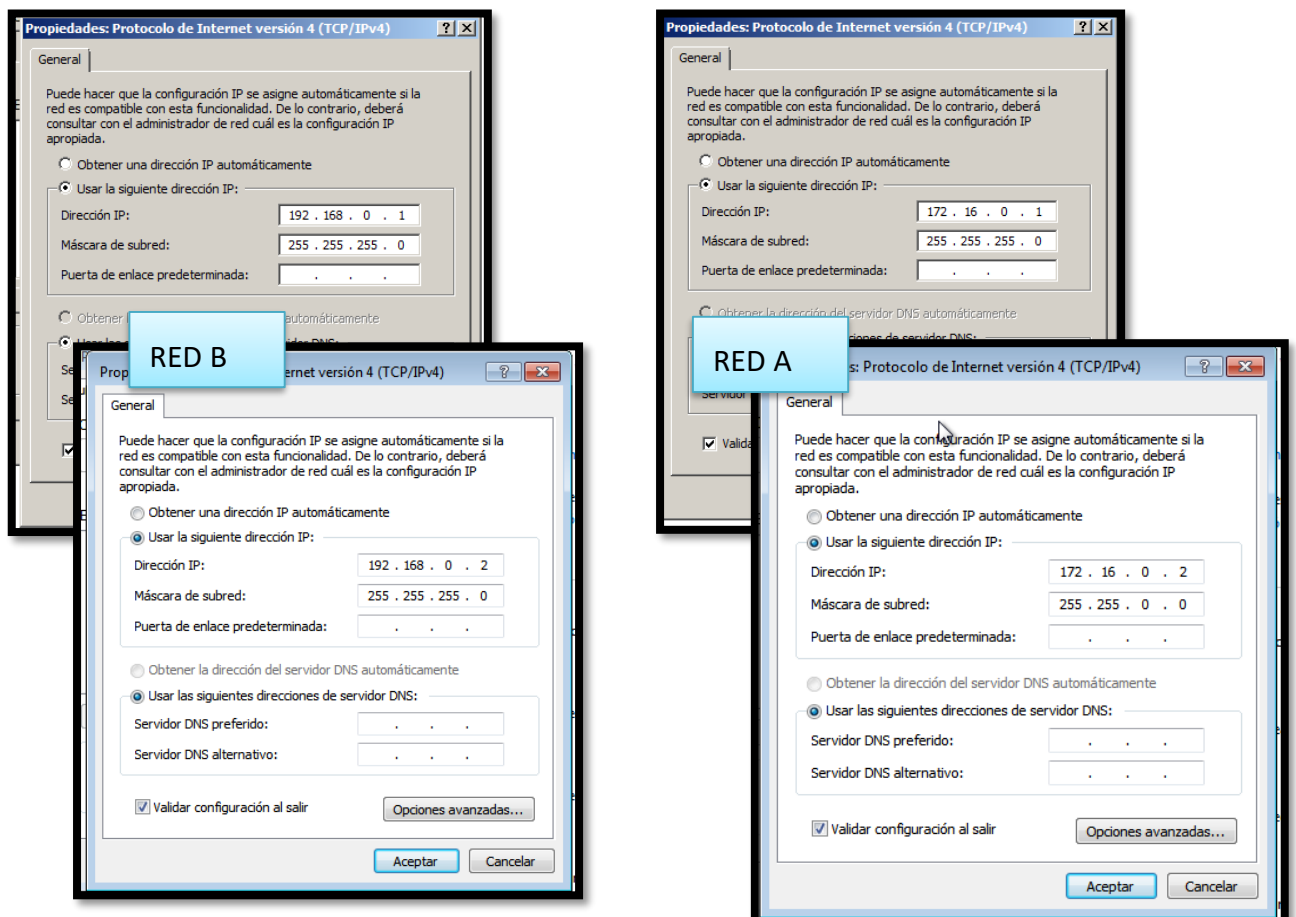 Propiedades: Protocolo de Internet versión 4 (TCP/IPv4)
General
Puede hacer que la configuración IP se asigne automáticamente si la
red es compatible con esta funcionalidad. De lo contrario, deberá
consultar con el administrador de red cuál es la configuración IP
apropiada.
Obtener una dirección IP automáticamente
Usar la siguiente dirección IP:
Dirección IP: 192 . 168 . 0 . 1
Máscara de subred: 255 . 255 . 255 . 0
Puerta de enlace predeterminada: . . .
Obtener automáticamente
RED B
Prop ernet versión 4 (TCP/IPv4)
General
Puede hacer que la configuración IP se asigne automáticamente si la
red es compatible con esta funcionalidad. De lo contrario, deberá
consultar con el administrador de red cuál es la configuración IP
apropiada.
Obtener una dirección IP automáticamente
Usar la siguiente dirección IP:
Dirección IP: 192 . 168 . 0 . 2
Máscara de subred: 255 . 255 . 255 . 0
Puerta de enlace predeterminada: . . .
Obtener la dirección del servidor DNS automáticamente
Usar las siguientes direcciones de servidor DNS:
Servidor DNS preferido: . . .
Servidor DNS alternativo: . . .
Validar configuración al salir
Opciones avanzadas...
Aceptar Cancelar
Propiedades: Protocolo de Internet versión 4 (TCP/IPv4)
General
Puede hacer que la configuración IP se asigne automáticamente si la
red es compatible con esta funcionalidad. De lo contrario, deberá
consultar con el administrador de red cuál es la configuración IP
apropiada.
Obtener una dirección IP automáticamente
Usar la siguiente dirección IP:
Dirección IP: 172 . 16 . 0 . 1
Máscara de subred: 255 . 255 . 255 . 0
Puerta de enlace predeterminada: . . .
Obtener la dirección del servidor DNS automáticamente
ciones de servidor DNS:
Servidor
Valida
RED A
s: Protocolo de Internet versión 4 (TCP/IPv4)
General
Puede hacer que la configuración IP se asigne automáticamente si la
red es compatible con esta funcionalidad. De lo contrario, deberá
consultar con el administrador de red cuál es la configuración IP
apropiada.
Obtener una dirección IP automáticamente
Usar la siguiente dirección IP:
Dirección IP: 172 . 16 . 0 . 2
Máscara de subred: 255 . 255 . 0 . 0
Puerta de enlace predeterminada: . . .
Obtener la dirección del servidor DNS automáticamente
Usar las siguientes direcciones de servidor DNS:
Servidor DNS preferido: . . .
Servidor DNS alternativo: . . .
Validar configuración al salir
Opciones avanzadas...
Aceptar Cancelar